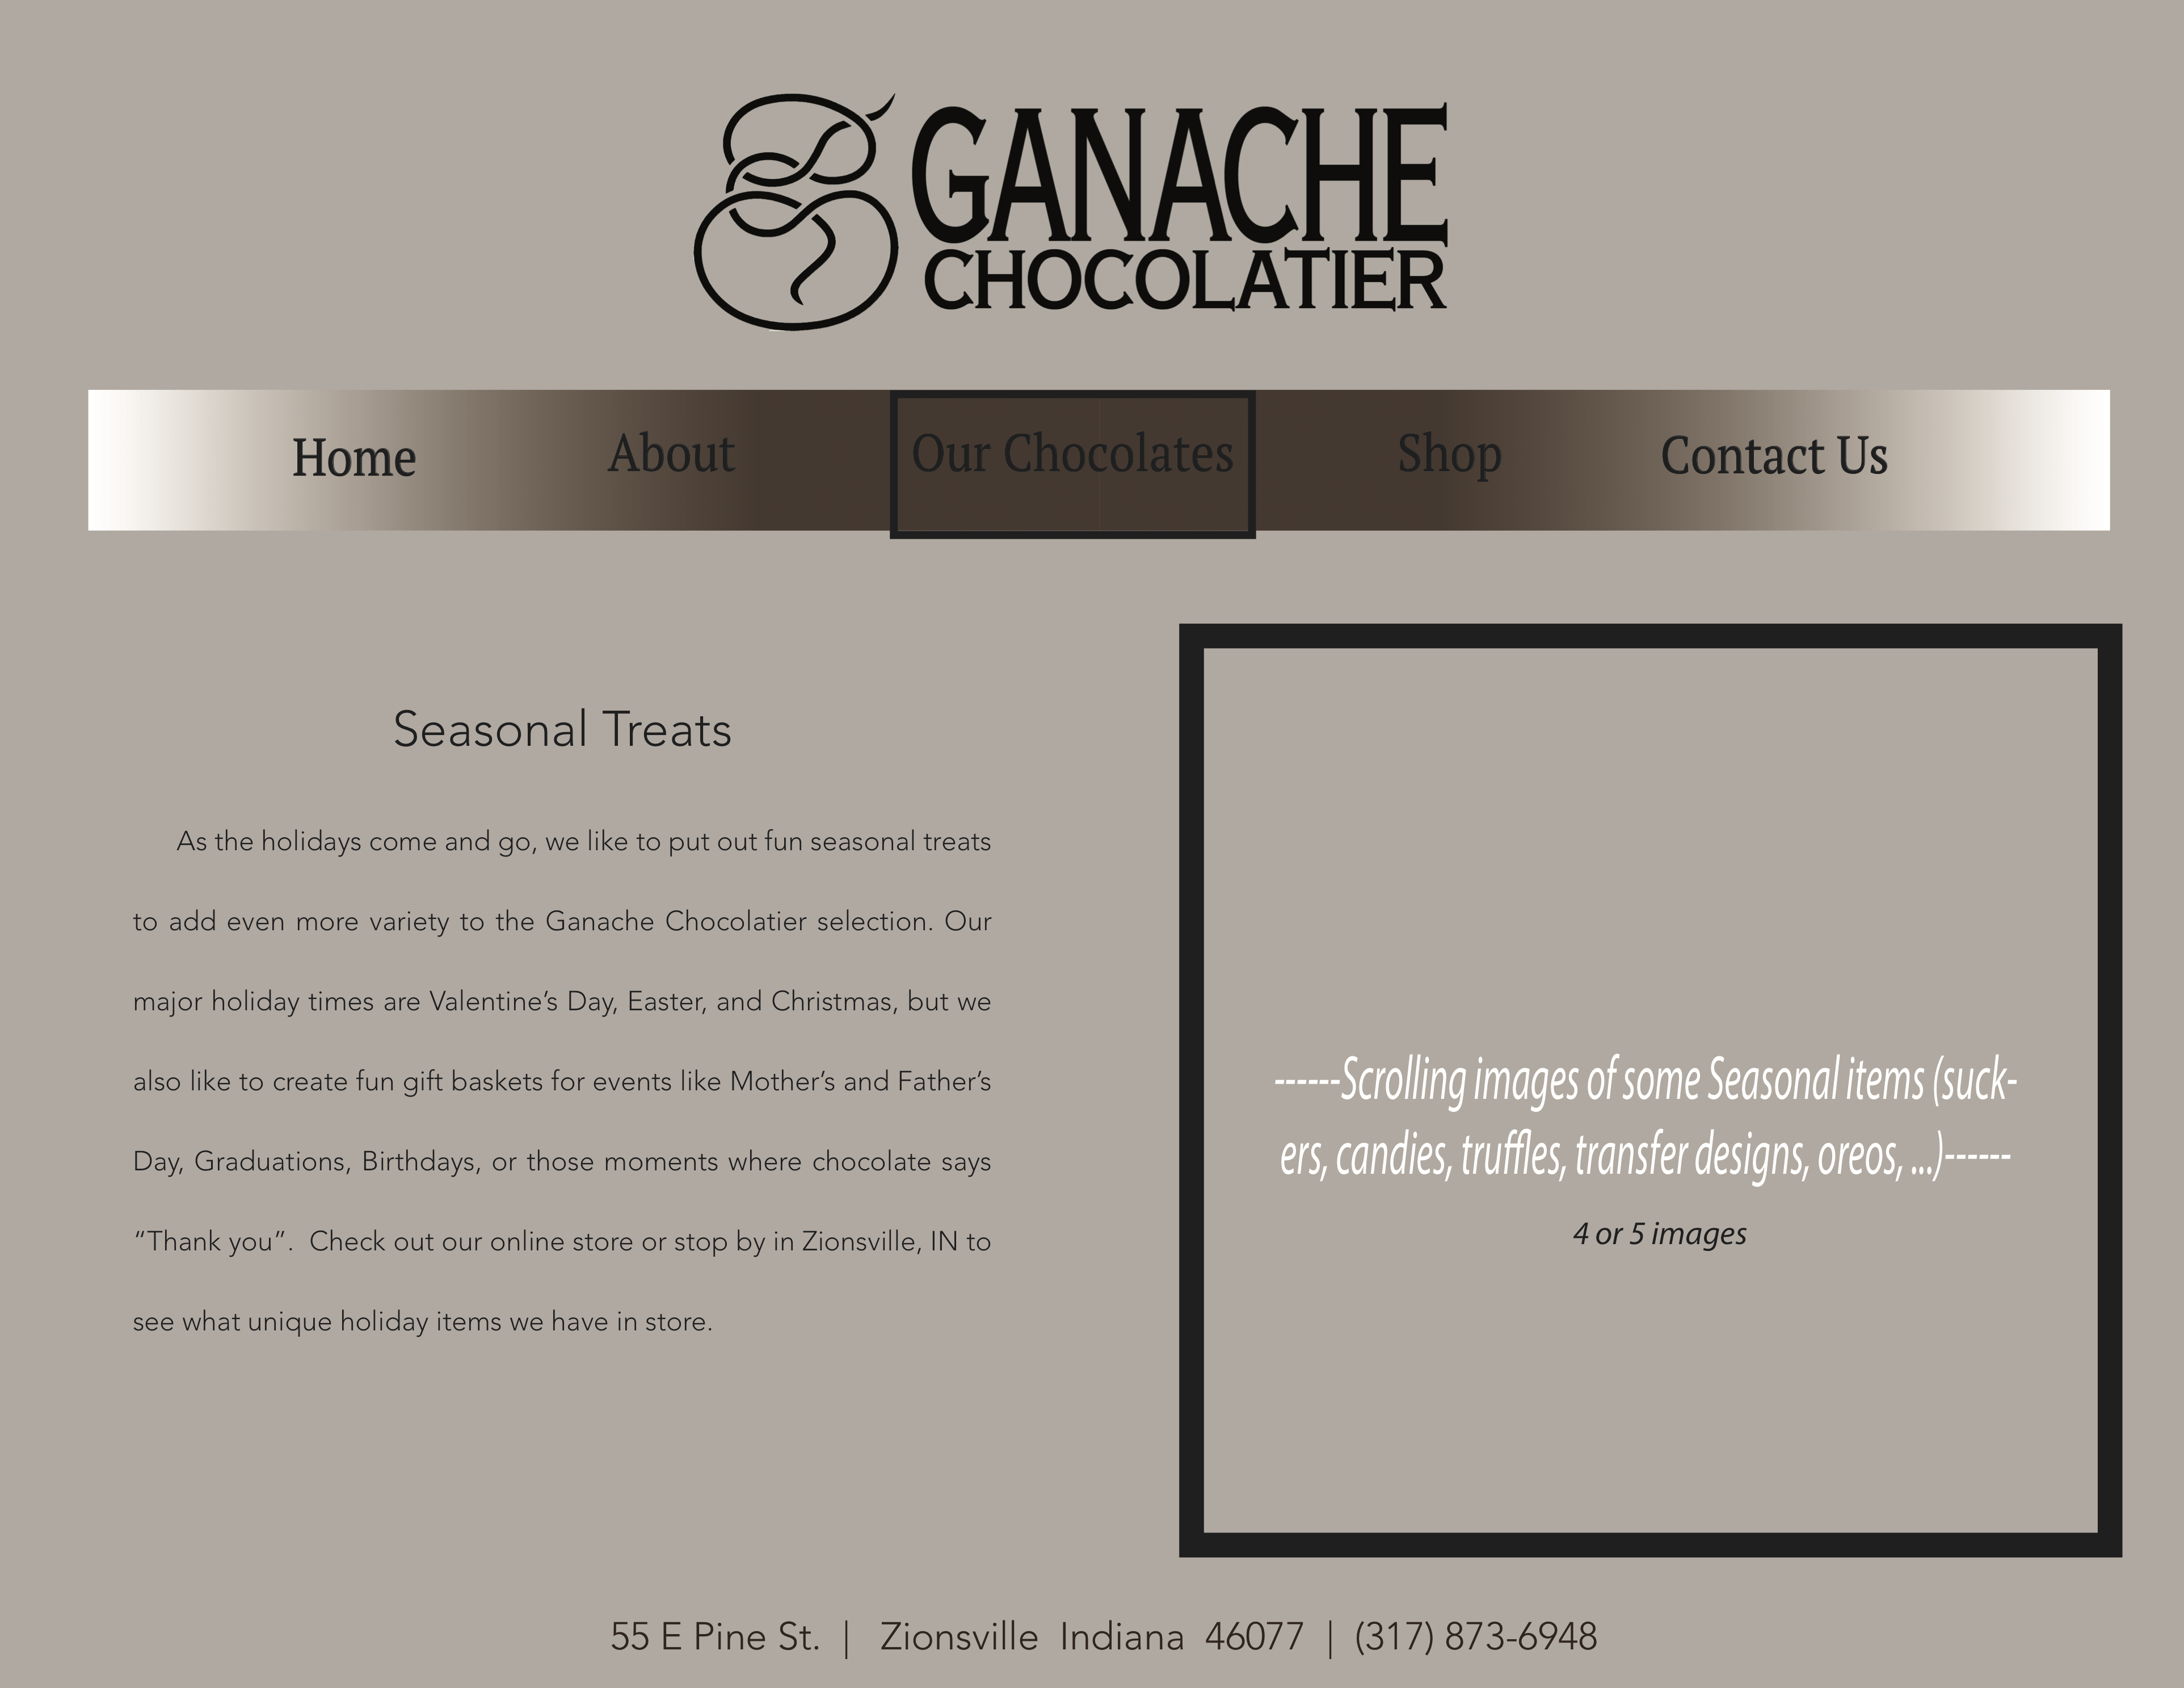 GANACHE
CHOCOLATIER
Home About Our Chocolates Shop Contact Us
Seasonal Treats
As the holidays come and go, we like to put out fun seasonal treats
to add even more variety to the Ganache Chocolatier selection. Our
major holiday times are Valentine’s Day, Easter, and Christmas, but we
also like to create fun gift baskets for events like Mother’s and Father’s
Day, Graduations, Birthdays, or those moments where chocolate says
“Thank you”.  Check out our online store or stop by in Zionsville, IN to
see what unique holiday items we have in store.
------Scrolling images of some Seasonal items (suck-
ers, candies, truffles, transfer designs, oreos, ...)------
4 or 5 images
55 E Pine St. | Zionsville Indiana 46077 | (317) 873-6948